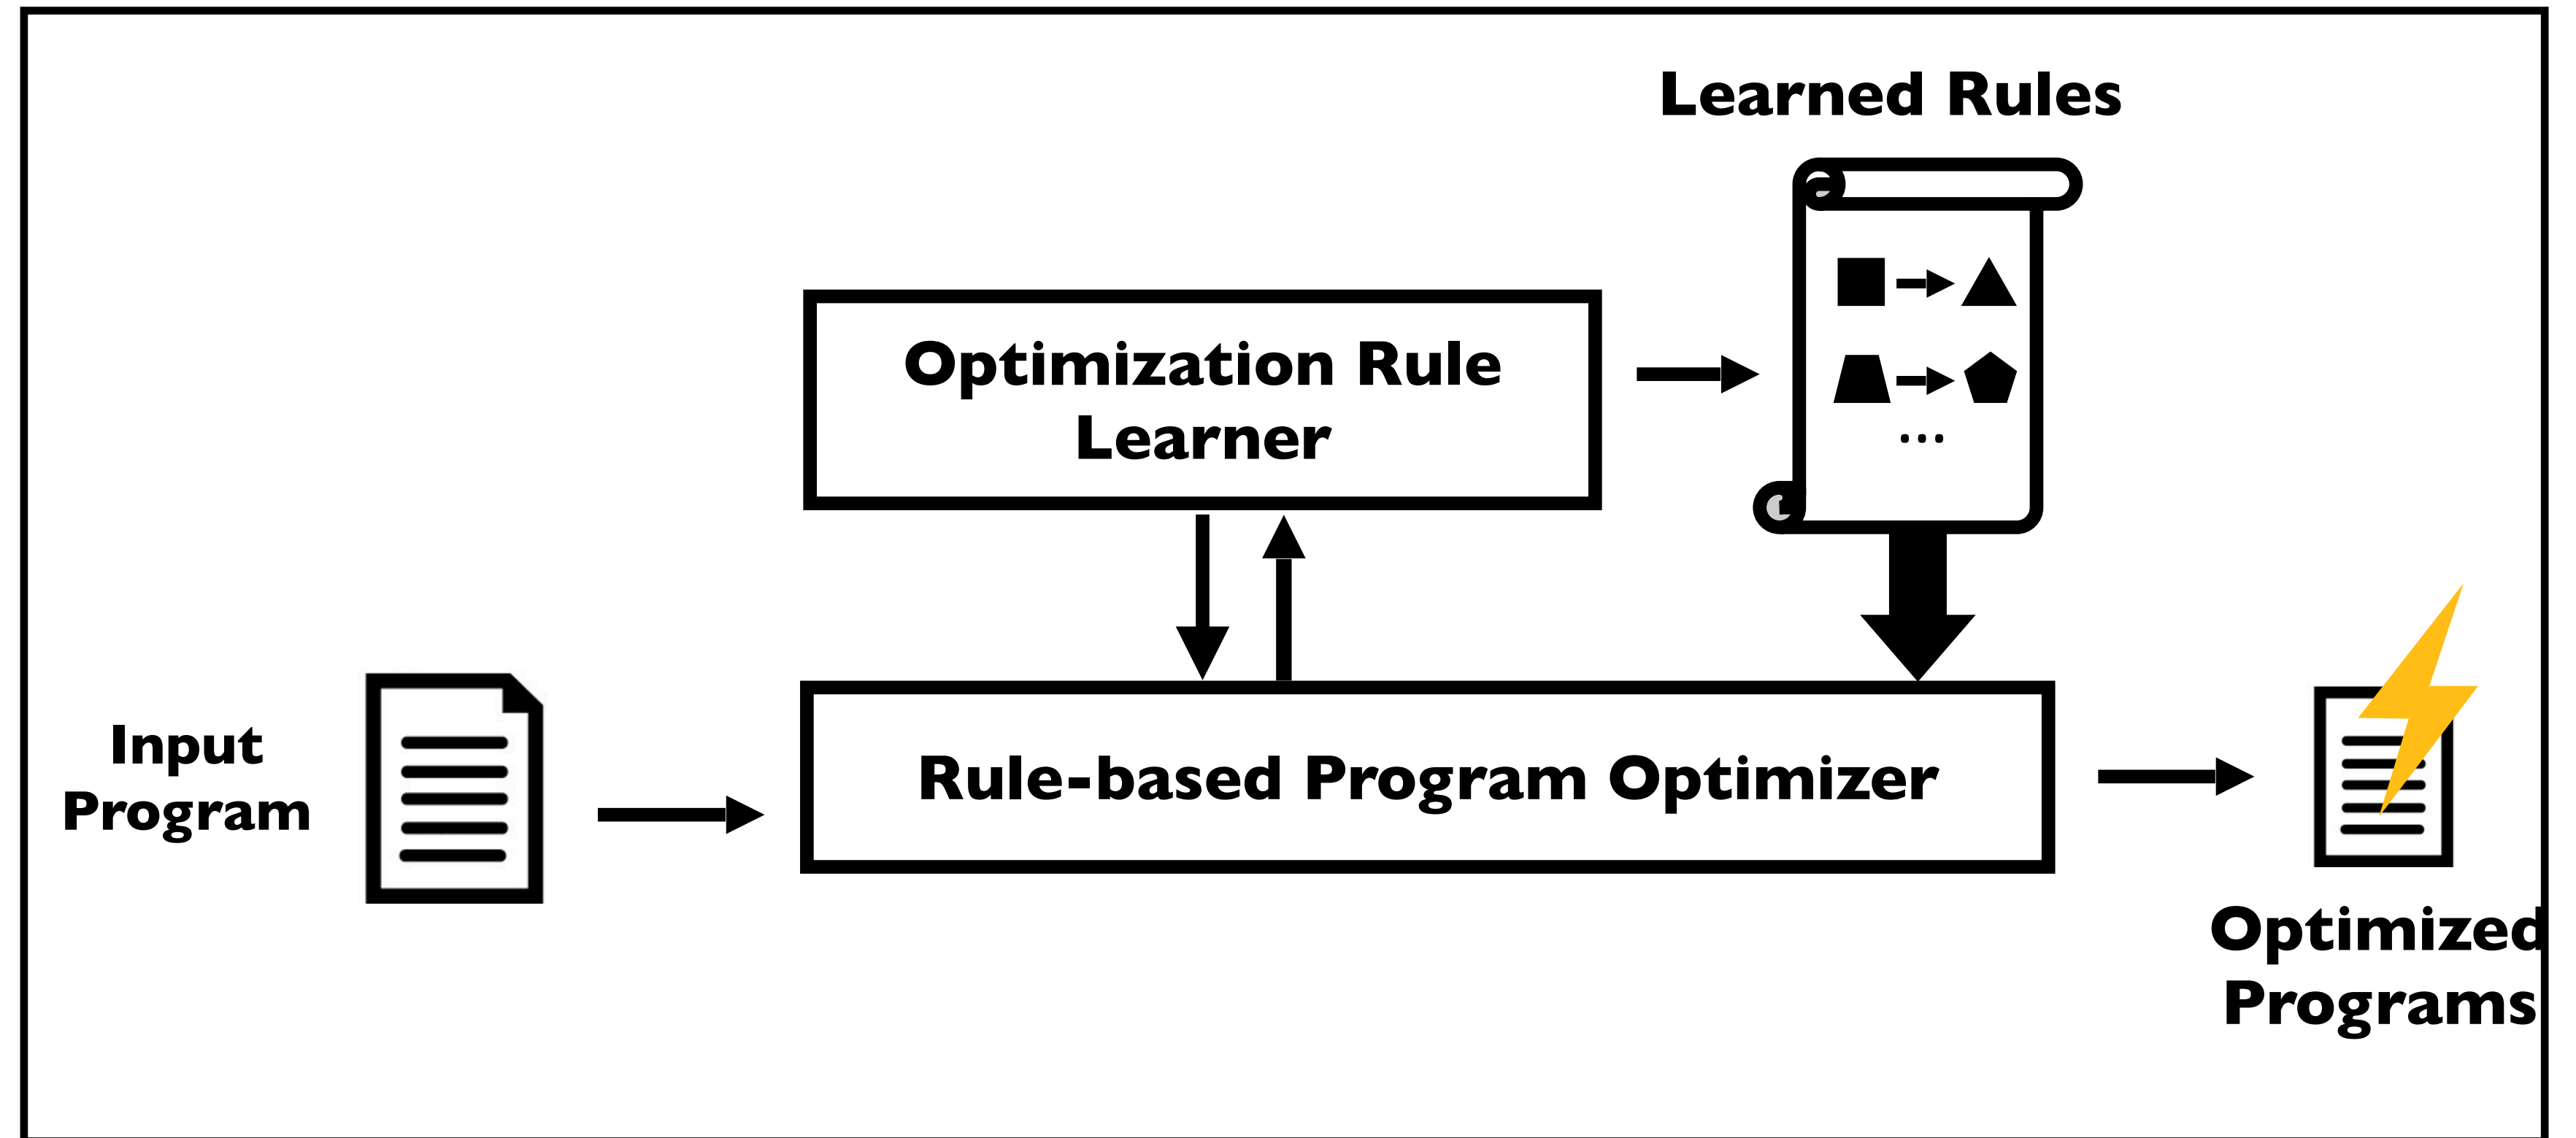 Learned Rules
Optimization Rule
Learner
...
Input
Program
Rule-based Program Optimizer
Optimized
Programs